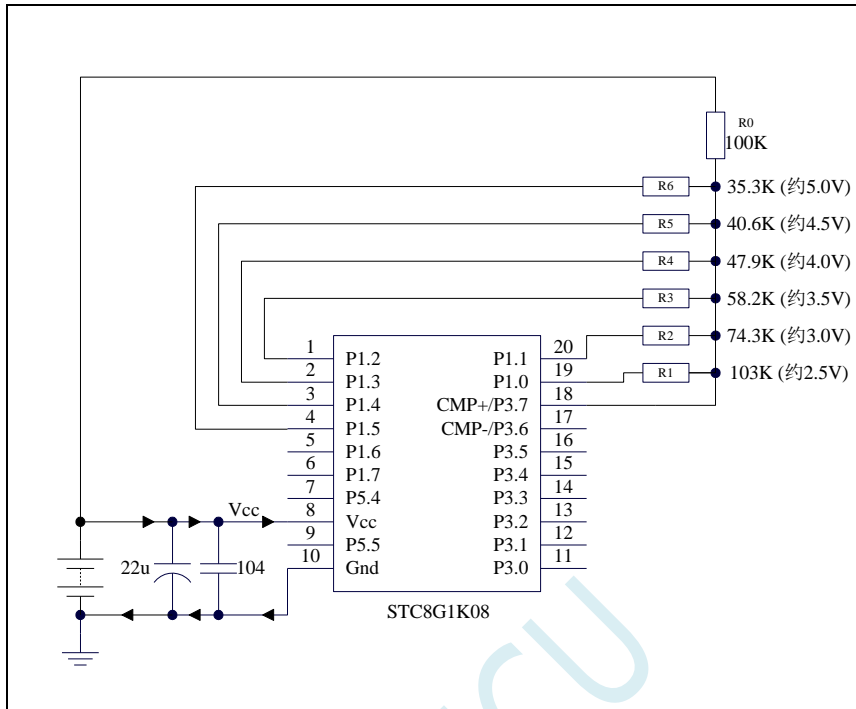 R0
100K
R6 35.3K (约5.0V)
R5 40.6K (约4.5V)
R4 47.9K (约4.0V)
R3 58.2K (约3.5V)
R2 74.3K (约3.0V)
R1 103K (约2.5V)
1 P1.2 P1.1 20
2 P1.3 P1.0 19
3 P1.4 CMP+/P3.7 18
4 P1.5 CMP-/P3.6 17
5 P1.6 P3.5 16
6 P1.7 P3.4 15
7 P5.4 P3.3 14
Vcc 8 Vcc P3.2 13
9 P5.5 P3.1 12
22u 104 10 Gnd P3.0 11
STC8G1K08
CU